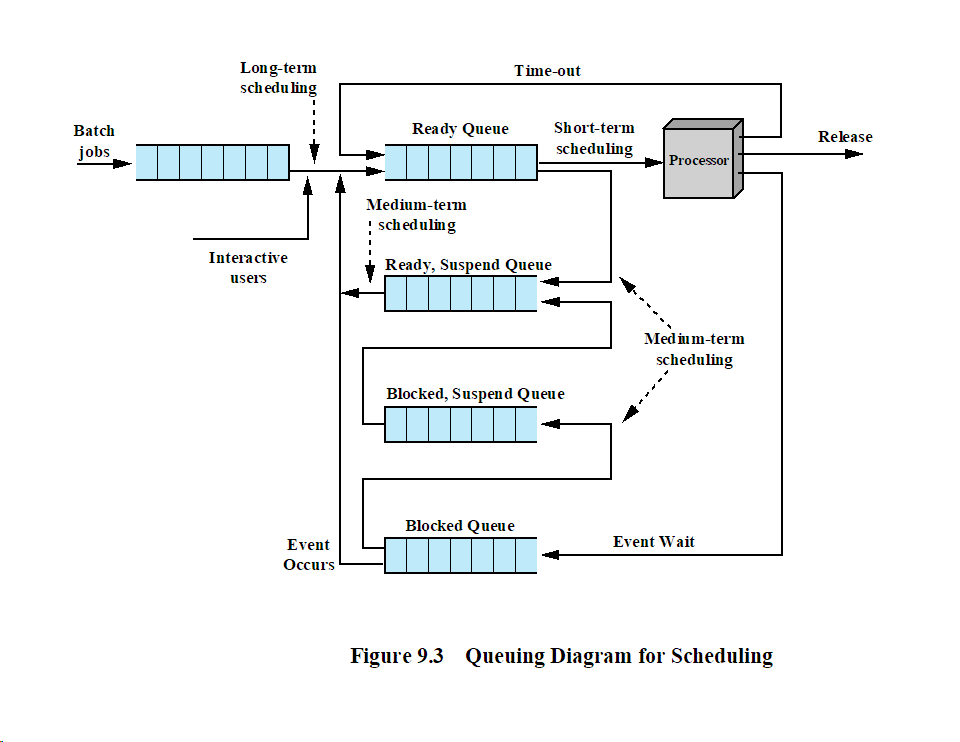 Long-term
scheduling
Time-out
Batch
jobs
Ready Queue
Short-term
scheduling
Processor
Release
Medium-term
scheduling
Interactive
users
Ready, Suspend Queue
Medium-term
scheduling
Blocked, Suspend Queue
Blocked Queue
Event
Occurs
Event Wait
Figure 9.3 Queuing Diagram for Scheduling